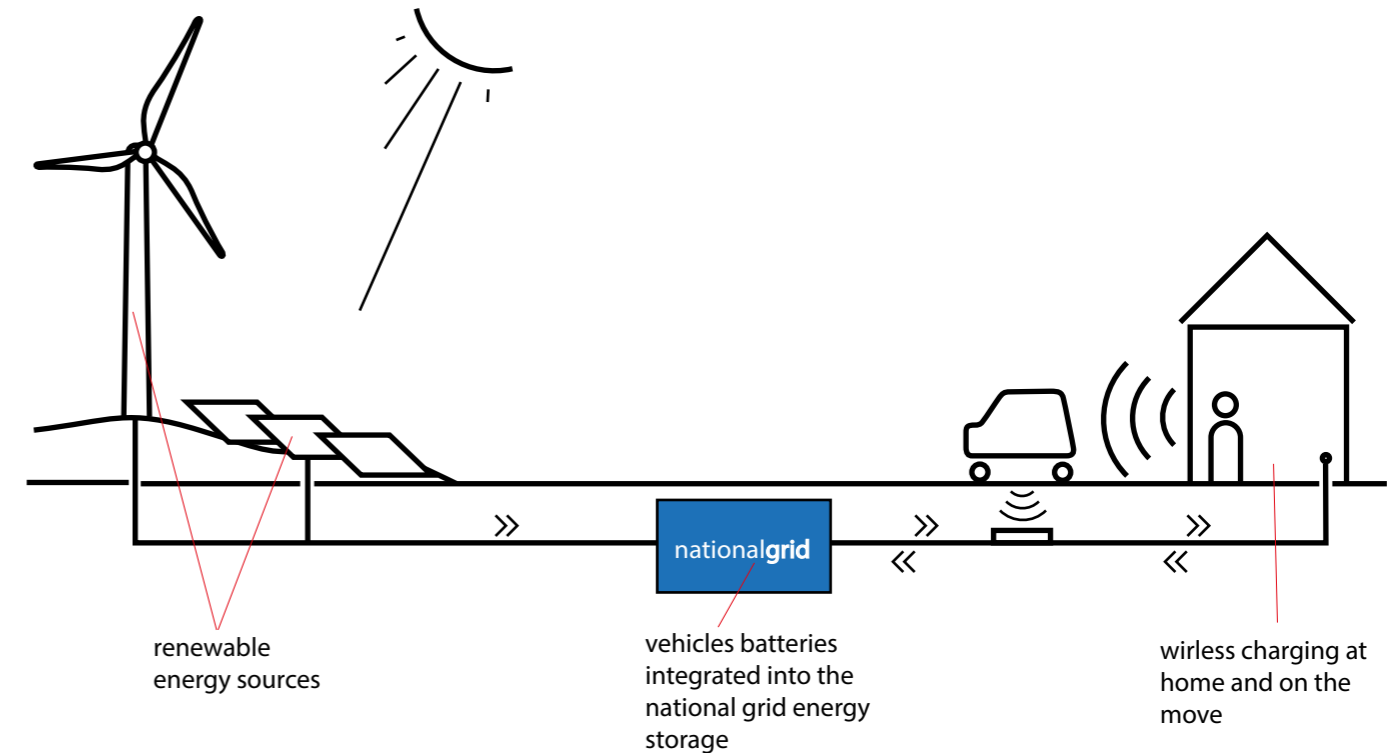 nationalgrid
renewable
energy sources
vehicles batteries
integrated into the
national grid energy
storage
wirless charging at
home and on the
move